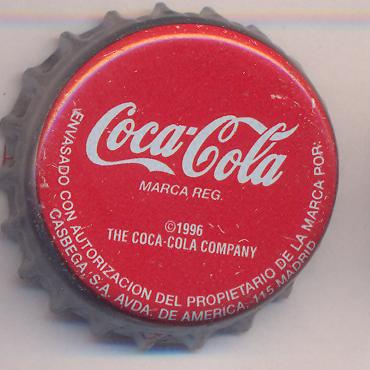 Coca-Cola
MARCA REG.
©1996
THE COCA-COLA COMPANY
ENVASADO CON AUTORIZACION DEL PROPIETARIO DE LA MARCA POR:
CASBEGA, S.A. AVDA. DE AMERICA, 115 MADRID